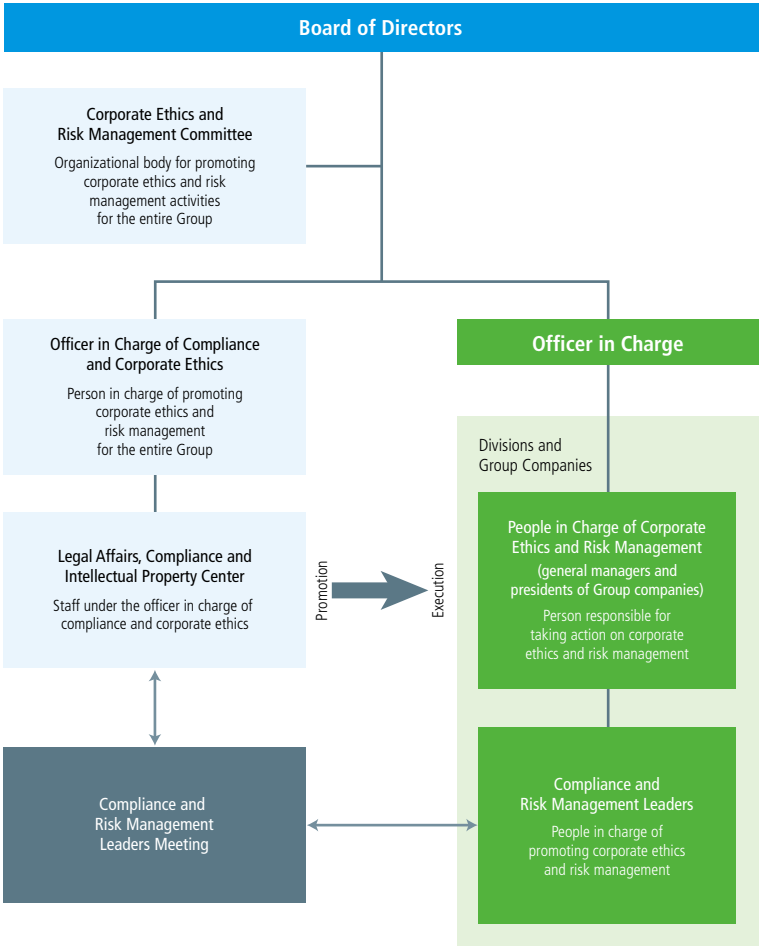 Board of Directors
Corporate Ethics and
Risk Management Committee
Organizational body for promoting
corporate ethics and risk
management activities
for the entire Group
Officer in Charge of Compliance
and Corporate Ethics
Person in charge of promoting
corporate ethics and
risk management
for the entire Group
Officer in Charge
Divisions and
Group Companies
Legal Affairs, Compliance and
Intellectual Property Center
Staff under the officer in charge of
compliance and corporate ethics
Promotion
Execution
People in Charge of Corporate
Ethics and Risk Management
(general managers and
presidents of Group companies)
Person responsible for
taking action on corporate
ethics and risk management
Compliance and
Risk Management
Leaders Meeting
Compliance and
Risk Management Leaders
People in charge of
promoting corporate ethics
and risk management